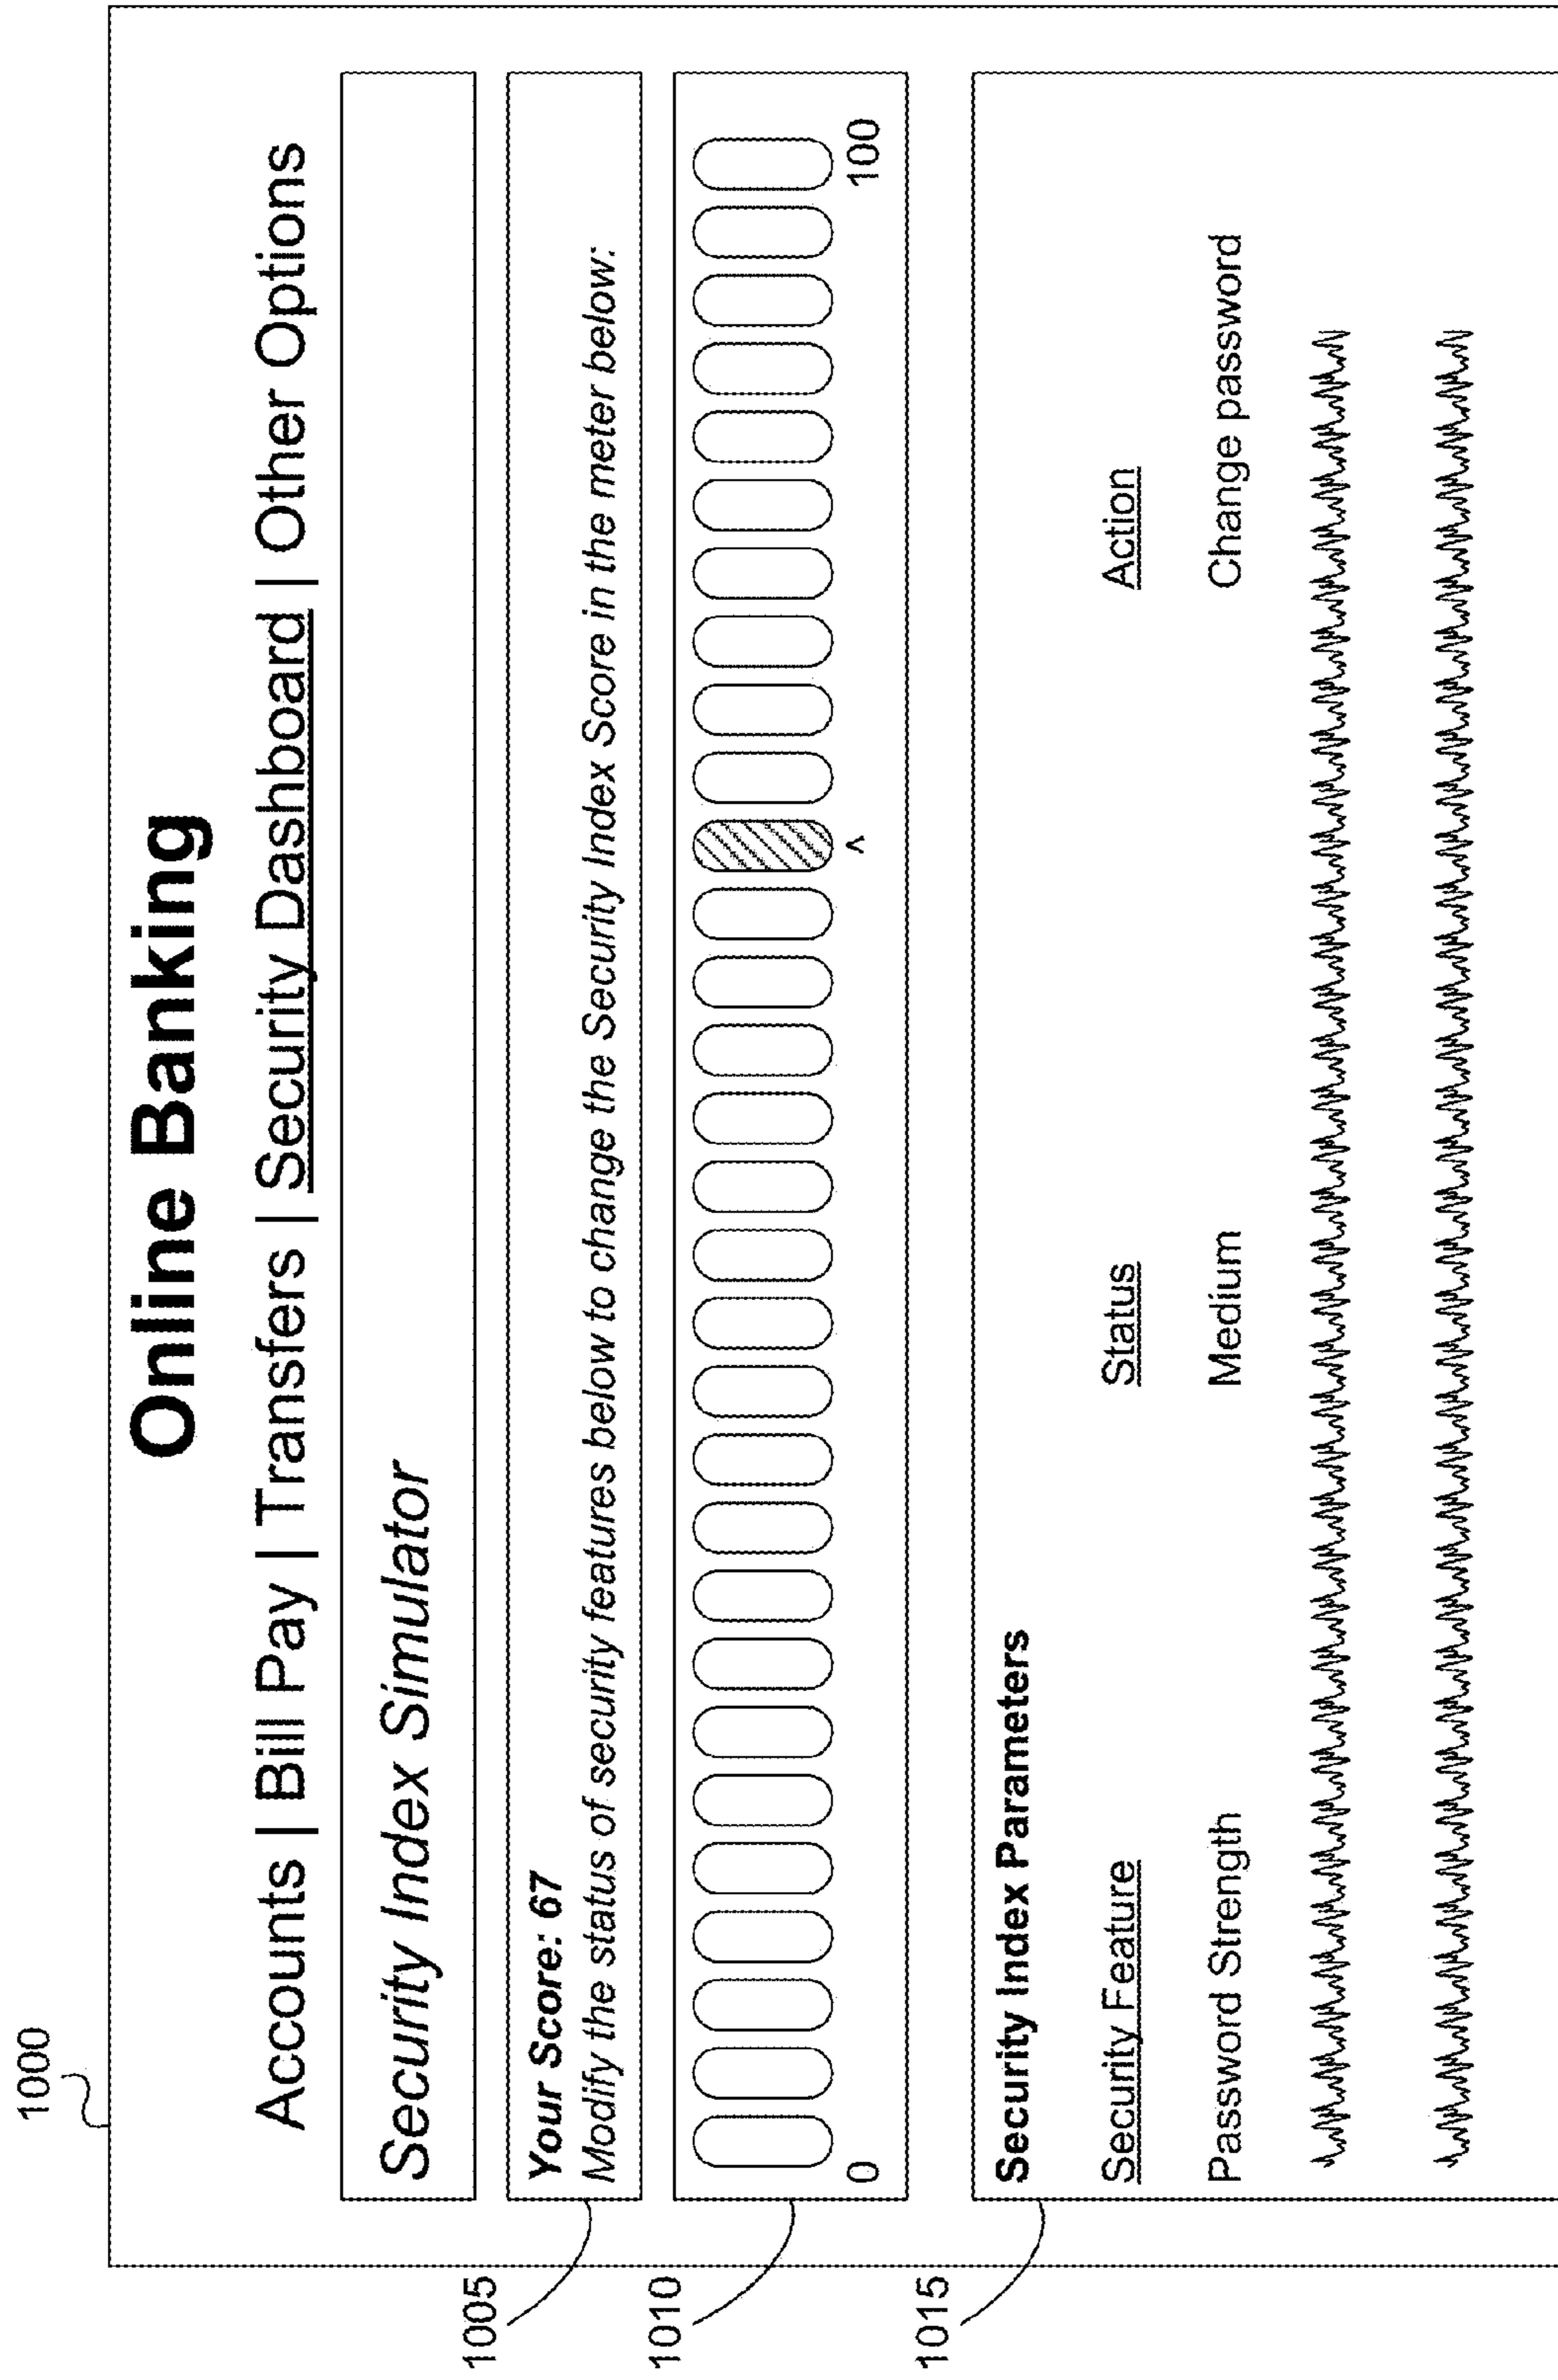 1000
Online Banking
Accounts | Bill Pay | Transfers | Security Dashboard | Other Options
Security Index Simulator
1005
Your Score: 67
Modify the status of security features below to change the Security Index Score in the meter below:
1010
0 ^ 100
1015
Security Index Parameters
Security Feature Status Action
Password Strength Medium Change password